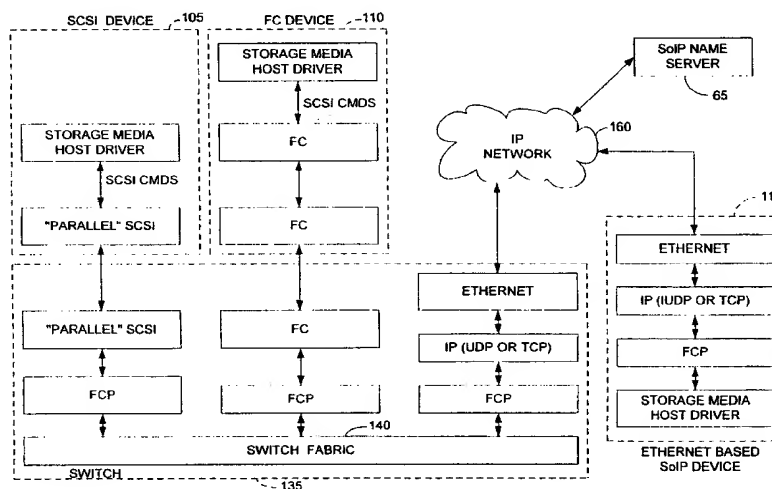 SCSI DEVICE
105
STORAGE MEDIA
HOST DRIVER
SCSI CMDS
"PARALLEL" SCSI
FC DEVICE
110
STORAGE MEDIA
HOST DRIVER
SCSI CMDS
FC
FC
SoIP NAME
SERVER
65
160
IP
NETWORK
"PARALLEL" SCSI
FCP
FC
FCP
ETHERNET
IP (UDP OR TCP)
FCP
140
SWITCH FABRIC
SWITCH
135
ETHERNET
IP (IUDP OR TCP)
FCP
STORAGE MEDIA
HOST DRIVER
ETHERNET BASED
SoIP DEVICE